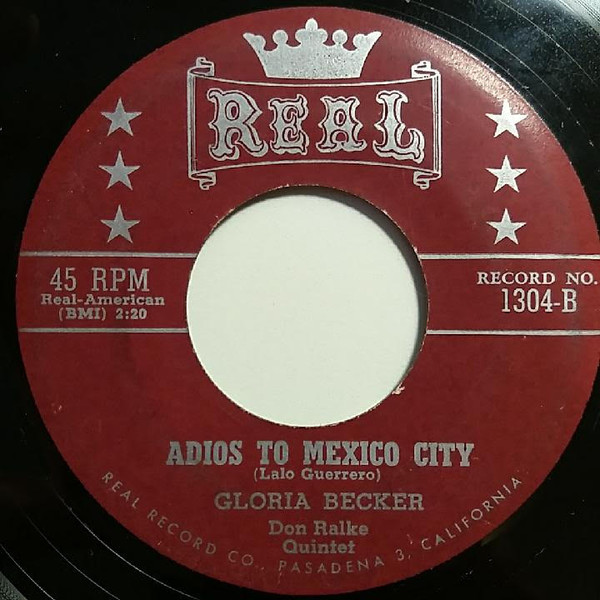 REAL
45 RPM
Real-American
(BMI) 2:20
RECORD NO.
1304-B
ADIOS TO MEXICO CITY
(Lalo Guerrero)
GLORIA BECKER
Don Ralke
Quintet
REAL RECORD CO., PASADENA 3, CALIFORNIA